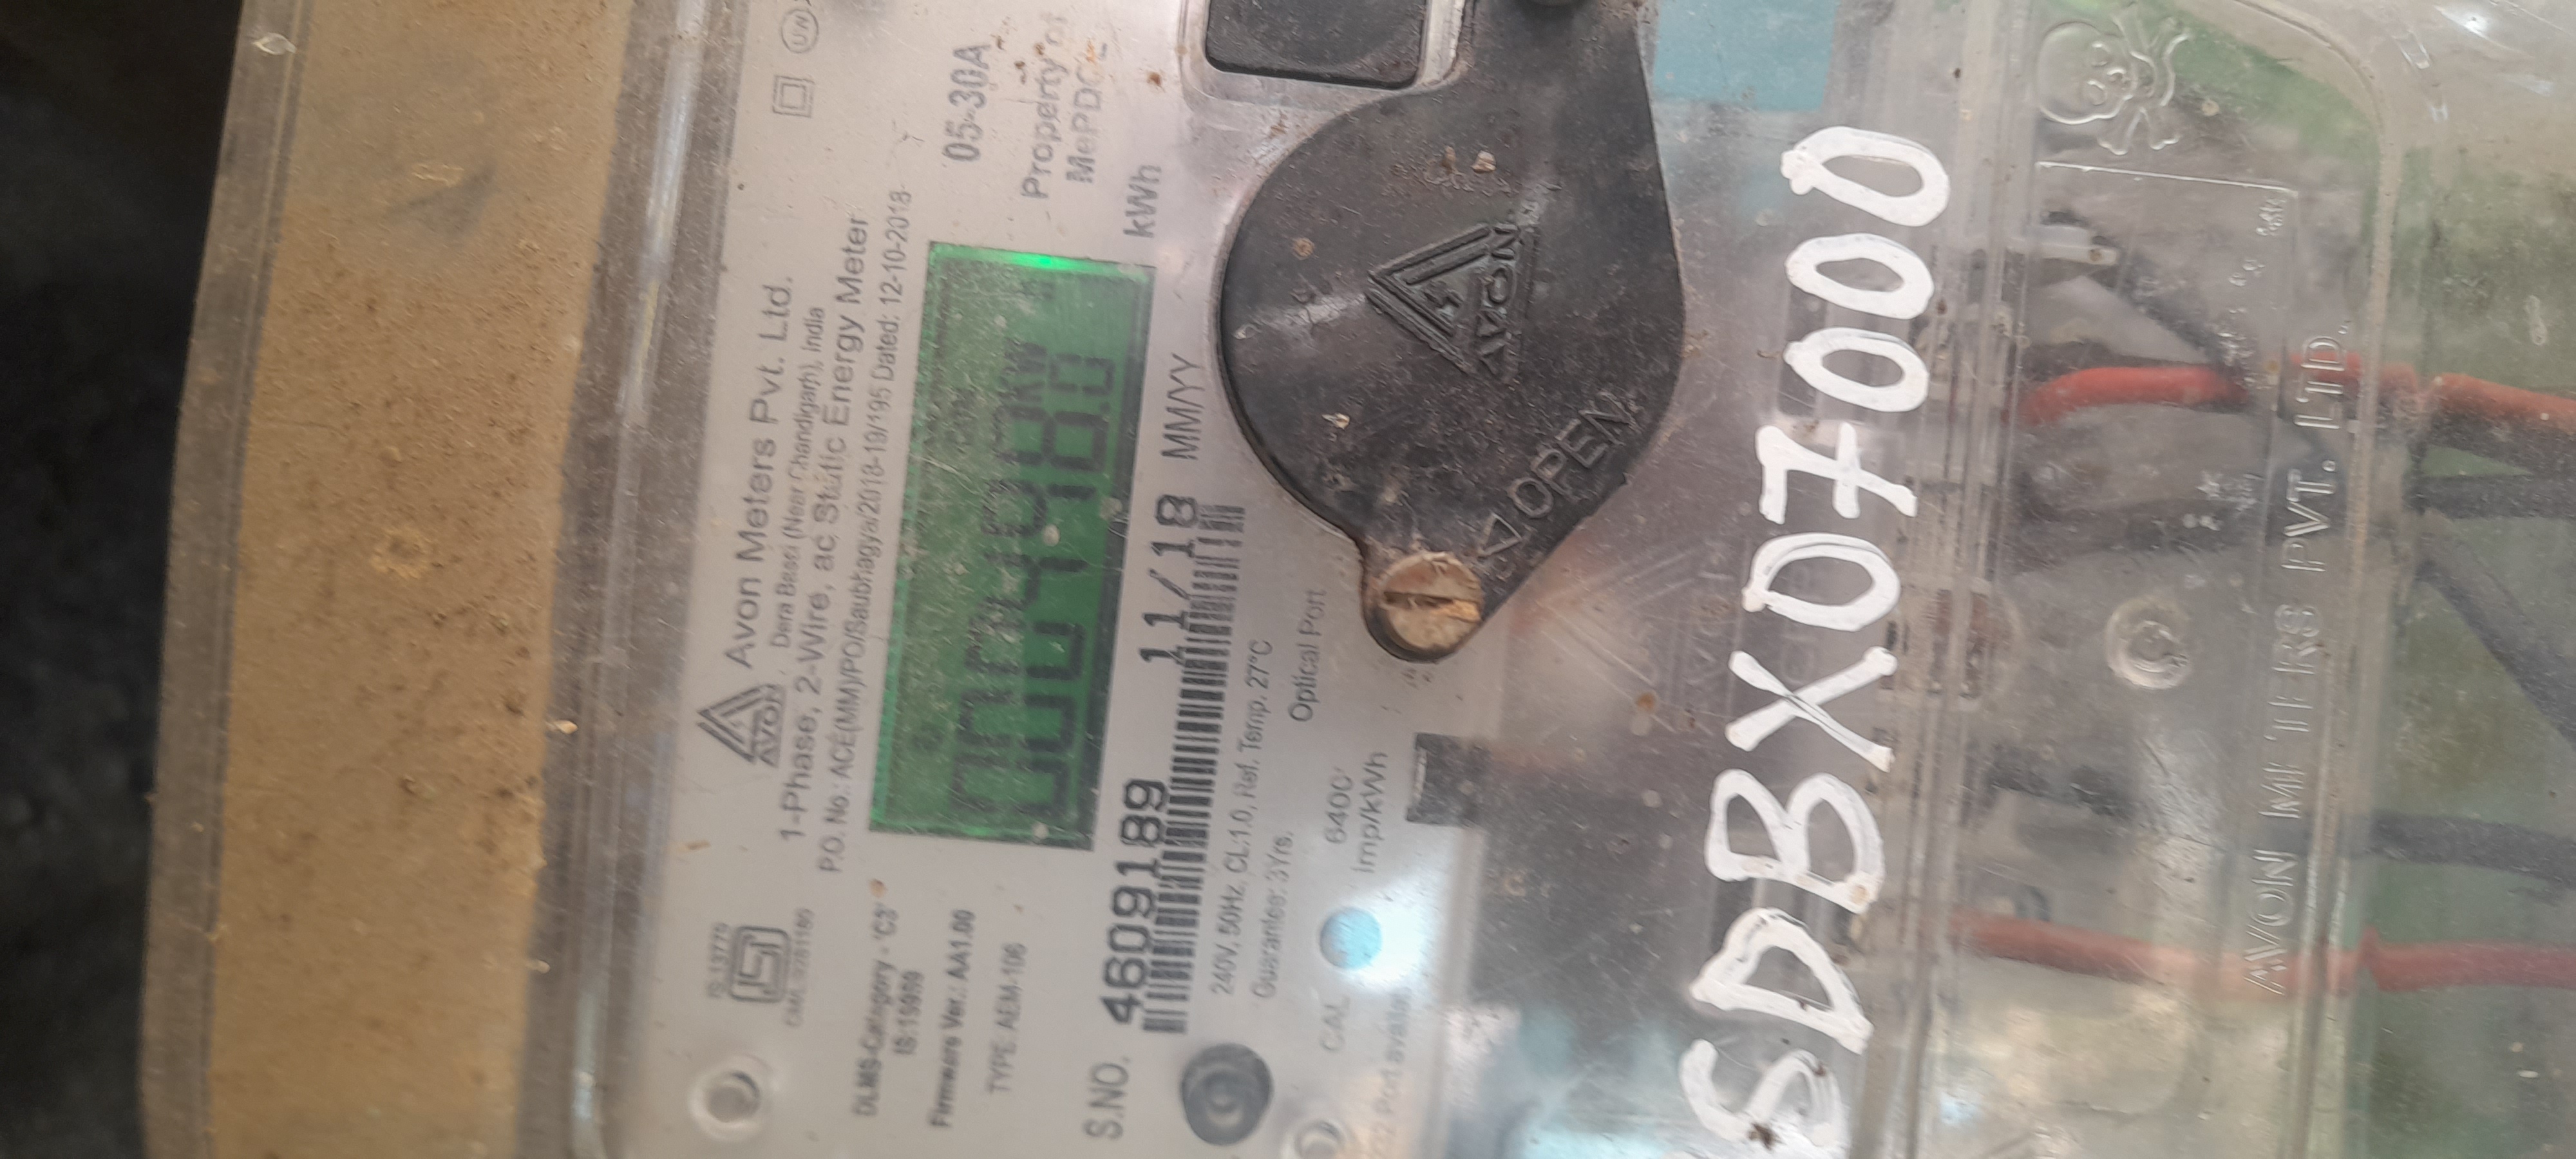 05-30A
Property of
MePDCL
AVON
Avon Meters Pvt. Ltd.
Dera Bassi (Near Chandigarh), India
1-Phase, 2-Wire, ac Static Energy Meter
P.O. No.: ACE(MM)/PO/Saubhagya/2018-19/195 Dated: 12-10-2018
DLMS-Category - 'C3'
IS:15959
Firmware Ver.: AA1.00
TYPE: AEM-106
kWh
S.NO. 4609189 11/18 MM/YY
240V, 50Hz, CL:1.0, Ref. Temp. 27°C
Guarantee: 3Yrs.
Optical Port
CAL
6400
Imp/kWh
AVON
OPEN
SDBX07000
AVON METERS PVT. LTD.